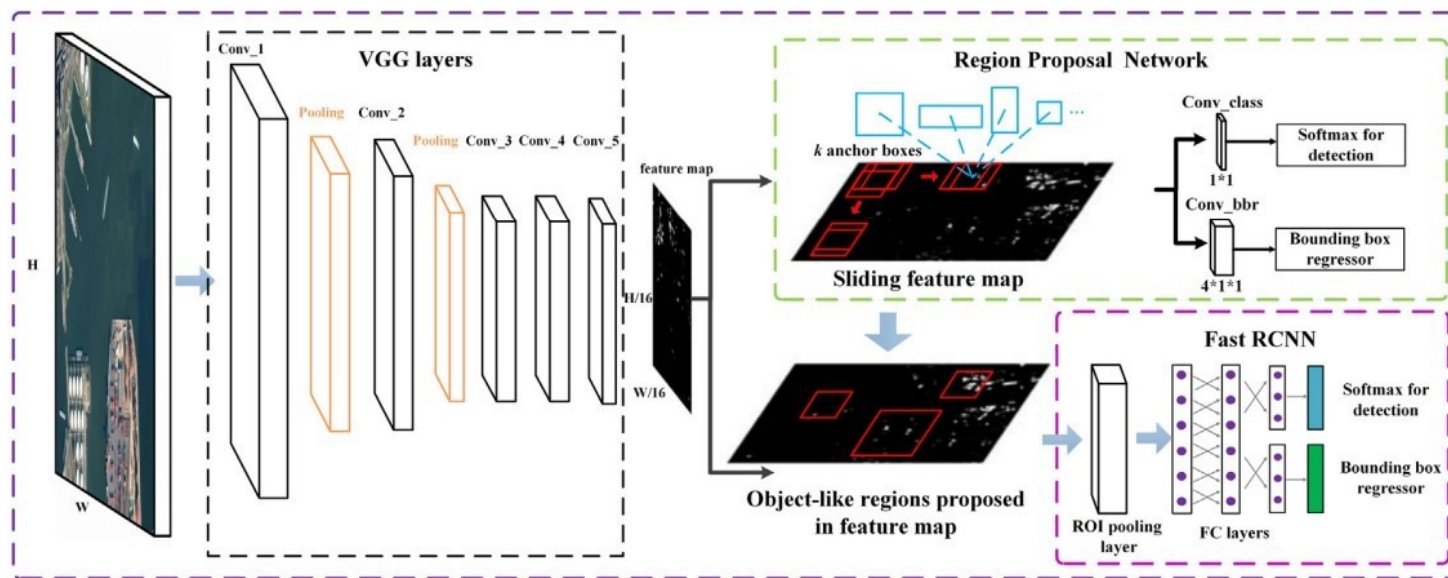 H
W
VGG layers
Conv_1
Pooling
Conv_2
Pooling
Conv_3
Conv_4
Conv_5
feature map
H/16
W/16
Region Proposal Network
k anchor boxes
...
Sliding feature map
Conv_class
1*1
Softmax for
detection
Conv_bbr
4*1*1
Bounding box
regressor
Object-like regions proposed
in feature map
Fast RCNN
ROI pooling
layer
FC layers
Softmax for
detection
Bounding box
regressor